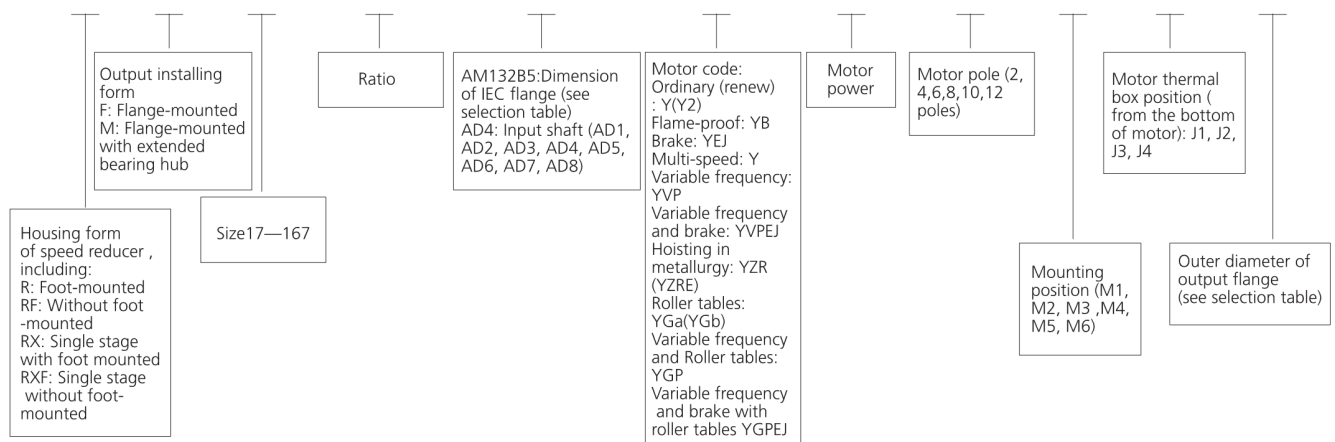 Output installing
form
F: Flange-mounted
M: Flange-mounted
with extended
bearing hub
Ratio
AM132B5:Dimension
of IEC flange (see
selection table)
AD4: Input shaft (AD1,
AD2, AD3, AD4, AD5,
AD6, AD7, AD8)
Motor code:
Ordinary (renew)
: Y(Y2)
Flame-proof: YB
Brake: YEJ
Multi-speed: Y
Variable frequency:
YVP
Variable frequency
and brake: YVPEJ
Hoisting in
metallurgy: YZR
(YZRE)
Roller tables:
YGa(YGb)
Variable frequency
and Roller tables:
YGP
Variable frequency
and brake with
roller tables YGPEJ
Motor
power
Motor pole (2,
4,6,8,10,12
poles)
Motor thermal
box position (
from the bottom
of motor): J1, J2,
J3, J4
Housing form
of speed reducer ,
including:
R: Foot-mounted
RF: Without foot
-mounted
RX: Single stage
with foot mounted
RXF: Single stage
without foot-
mounted
Size17—167
Mounting
position (M1,
M2, M3 ,M4,
M5, M6)
Outer diameter of
output flange
(see selection table)